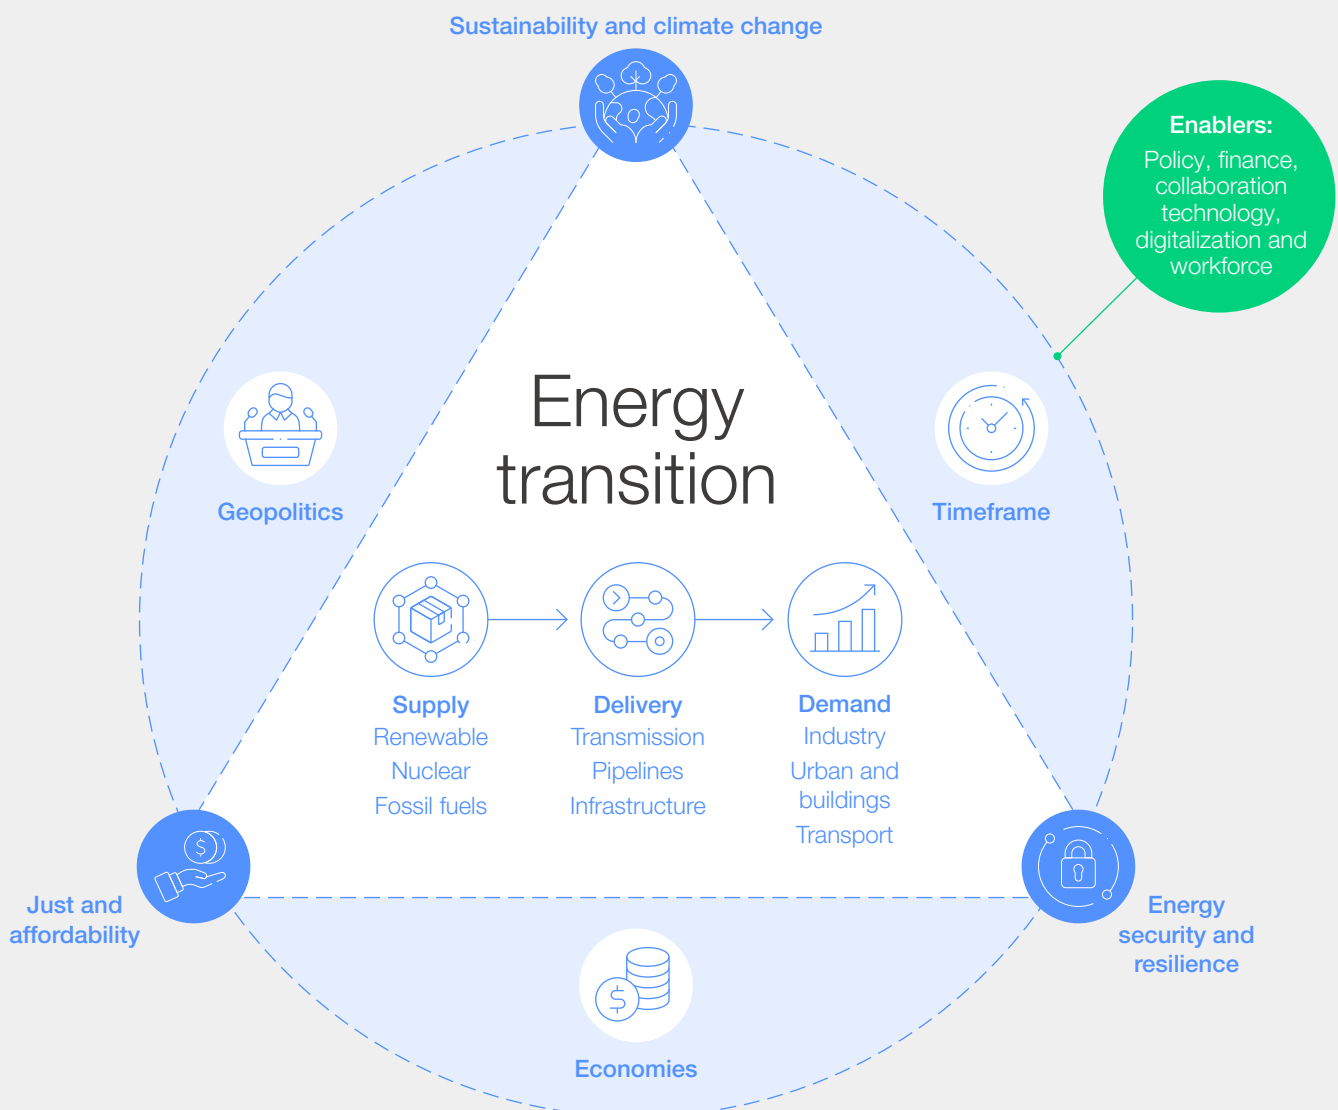 Sustainability and climate change
Enablers:
Policy, finance,
collaboration
technology,
digitalization and
workforce
Energy
transition
Geopolitics
Timeframe
Supply
Renewable
Nuclear
Fossil fuels
Delivery
Transmission
Pipelines
Infrastructure
Demand
Industry
Urban and
buildings
Transport
$
Just and
affordability
Energy
security and
resilience
$
Economies